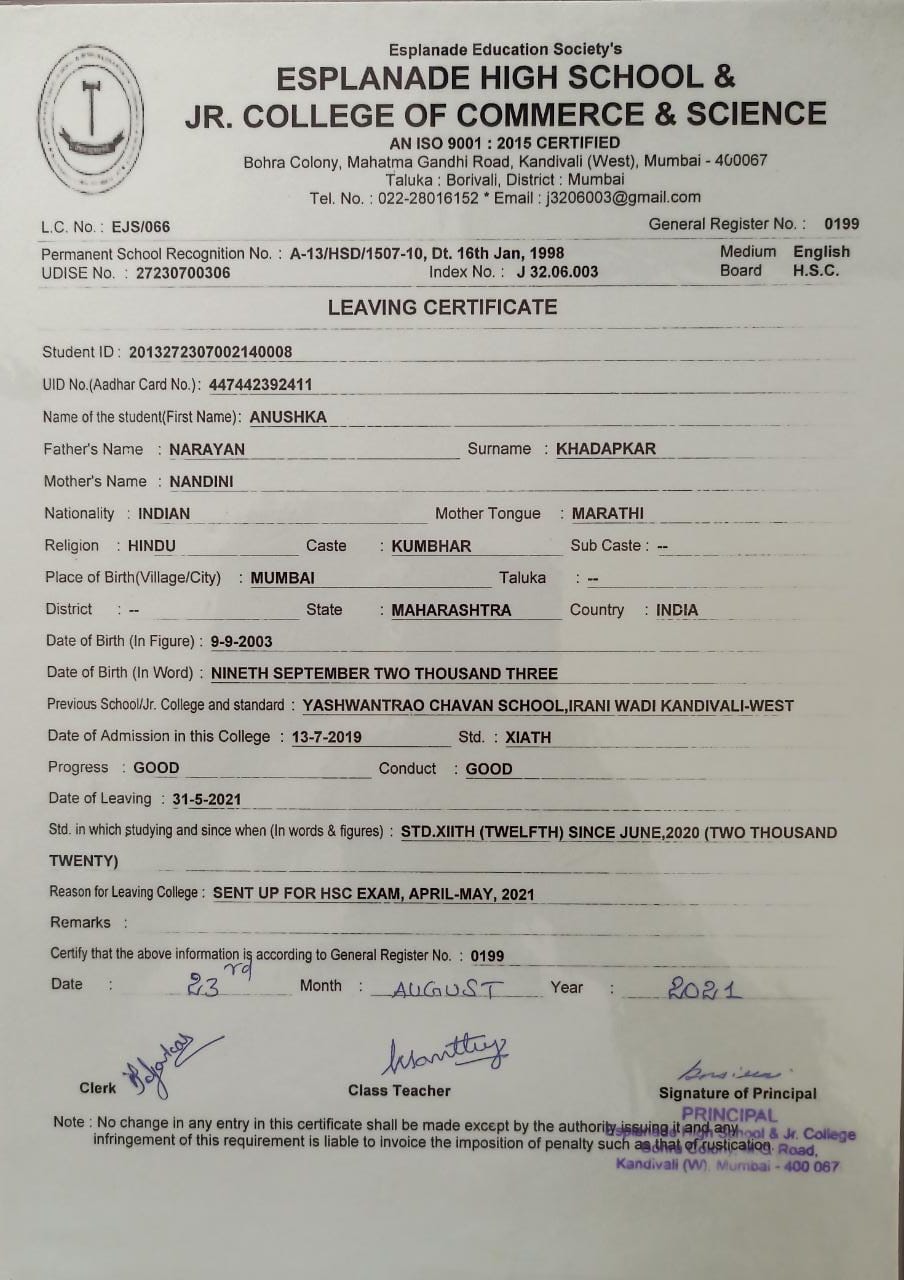 Esplanade Education Society's
ESPLANADE HIGH SCHOOL &
JR. COLLEGE OF COMMERCE & SCIENCE
AN ISO 9001 : 2015 CERTIFIED
Bohra Colony, Mahatma Gandhi Road, Kandivali (West), Mumbai - 400067
Taluka : Borivali, District : Mumbai
Tel. No. : 022-28016152 * Email : j3206003@gmail.com
L.C. No. : EJS/066 General Register No. : 0199
Permanent School Recognition No. : A-13/HSD/1507-10, Dt. 16th Jan, 1998 Medium English
UDISE No. : 27230700306 Index No. : J 32.06.003 Board H.S.C.
LEAVING CERTIFICATE
Student ID : 2013272307002140008
UID No.(Aadhar Card No.) : 447442392411
Name of the student(First Name) : ANUSHKA
Father's Name : NARAYAN Surname : KHADAPKAR
Mother's Name : NANDINI
Nationality : INDIAN Mother Tongue : MARATHI
Religion : HINDU Caste : KUMBHAR Sub Caste : --
Place of Birth(Village/City) : MUMBAI Taluka : --
District : -- State : MAHARASHTRA Country : INDIA
Date of Birth (In Figure) : 9-9-2003
Date of Birth (In Word) : NINETH SEPTEMBER TWO THOUSAND THREE
Previous School/Jr. College and standard : YASHWANTRAO CHAVAN SCHOOL,IRANI WADI KANDIVALI-WEST
Date of Admission in this College : 13-7-2019 Std. : XIATH
Progress : GOOD Conduct : GOOD
Date of Leaving : 31-5-2021
Std. in which studying and since when (In words & figures) : STD.XIITH (TWELFTH) SINCE JUNE,2020 (TWO THOUSAND
TWENTY)
Reason for Leaving College : SENT UP FOR HSC EXAM, APRIL-MAY, 2021
Remarks :
Certify that the above information is according to General Register No. : 0199
Date : 23rd Month : AUGUST Year : 2021
Clerk Class Teacher Signature of Principal
PRINCIPAL
Note : No change in any entry in this certificate shall be made except by the authority issuing it and any
infringement of this requirement is liable to invoice the imposition of penalty such as that of rustication.
High School & Jr. College
Road,
Kandivali (W), Mumbai - 400 067